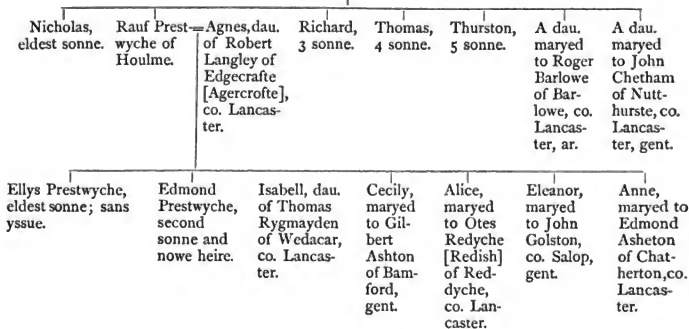 Nicholas,
eldest sonne.
Rauf Prest-
wyche of
Houlme.
Agnes, dau.
of Robert
Langley of
Edgecrafte
[Agercrofte],
co. Lancas-
ter.
Richard,
3 sonne.
Thomas,
4 sonne.
Thurston,
5 sonne.
A dau.
maryed
to Roger
Barlowe
of Bar-
lowe, co.
Lancas-
ter, ar.
A dau.
maryed
to John
Chetham
of Nutt-
hurste, co.
Lancas-
ter, gent.
Ellys Prestwyche,
eldest sonne; sans
yssue.
Edmond
Prestwyche,
second
sonne and
nowe heire.
Isabell, dau.
of Thomas
Rygmayden
of Wedacar,
co. Lancas-
ter.
Cecily,
maryed
to Gil-
bert
Ashton
of Bam-
ford,
gent.
Alice,
maryed
to Otes
Redyche
[Redish]
of Red-
dyche,
co. Lan-
caster.
Eleanor,
maryed
to John
Golston,
co. Salop,
gent.
Anne,
maryed to
Edmond
Asheton
of Chat-
herton, co.
Lancas-
ter.